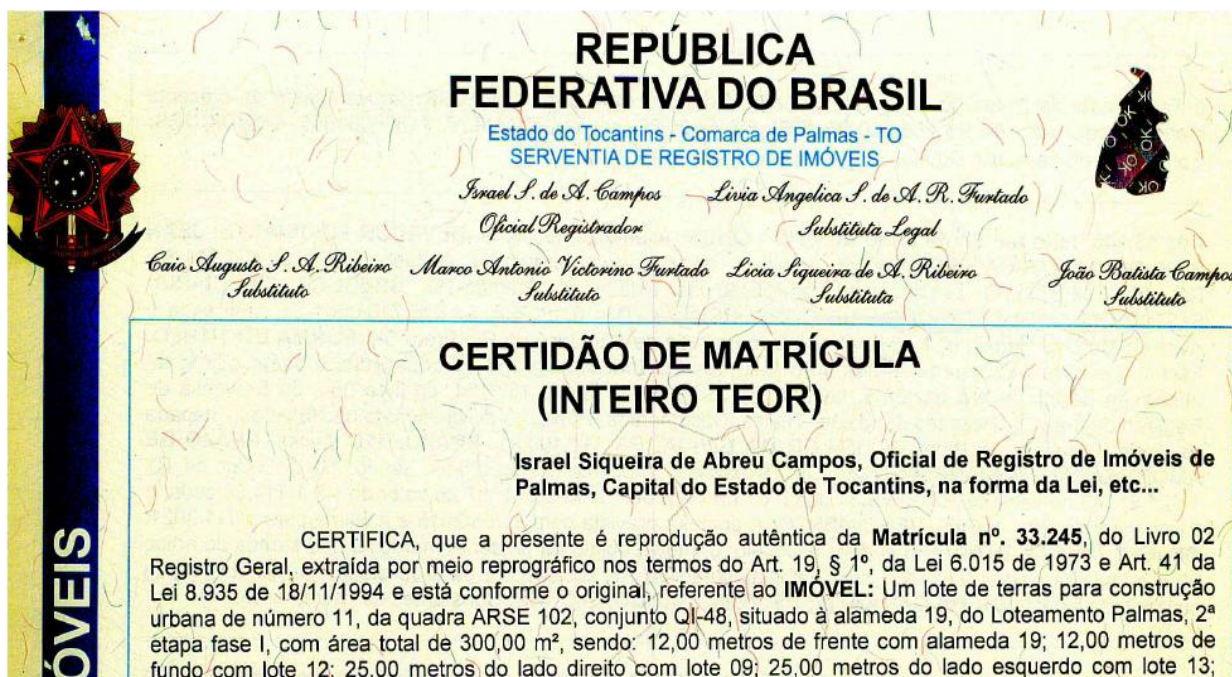 REPÚBLICA
FEDERATIVA DO BRASIL
Estado do Tocantins - Comarca de Palmas - TO
SERVENTIA DE REGISTRO DE IMÓVEIS
Israel S. de A. Campos Livia Angelica S. de A. R. Furtado
Oficial Registrador Substituta Legal
Caio Augusto S. A. Ribeiro Marco Antonio Victorino Furtado Licia Siqueira de A. Ribeiro João Batista Campos
Substituto Substituto Substituta Substituto
CERTIDÃO DE MATRÍCULA
(INTEIRO TEOR)
Israel Siqueira de Abreu Campos, Oficial de Registro de Imóveis de
Palmas, Capital do Estado de Tocantins, na forma da Lei, etc...
CERTIFICA, que a presente é reprodução autêntica da Matrícula nº. 33.245, do Livro 02
Registro Geral, extraída por meio reprográfico nos termos do Art. 19, § 1º, da Lei 6.015 de 1973 e Art. 41 da
Lei 8.935 de 18/11/1994 e está conforme o original, referente ao IMÓVEL: Um lote de terras para construção
urbana de número 11, da quadra ARSE 102, conjunto QI-48, situado à alameda 19, do Loteamento Palmas, 2ª
etapa fase I, com área total de 300,00 m², sendo: 12,00 metros de frente com alameda 19; 12,00 metros de
fundo com lote 12; 25,00 metros do lado direito com lote 09; 25,00 metros do lado esquerdo com lote 13;
ÓVEIS
OK OK OK OK